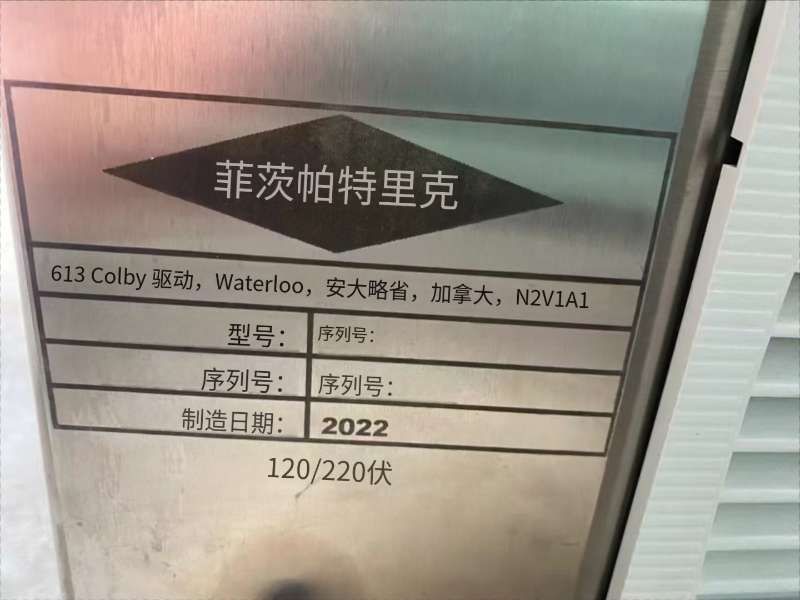 菲茨帕特里克
613 Colby 驱动，Waterloo，安大略省，加拿大，N2V1A1
型号： 序列号：
序列号： 序列号：
制造日期： 2022
120/220伏